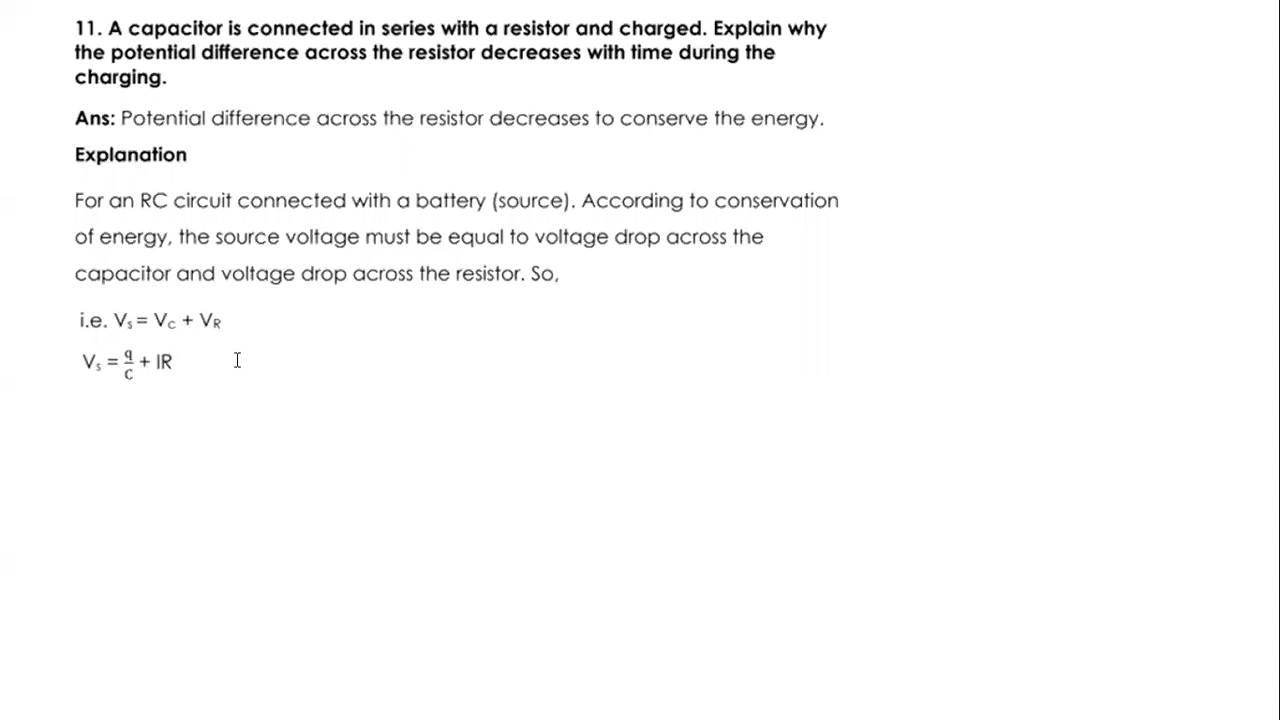 11. A capacitor is connected in series with a resistor and charged. Explain why
the potential difference across the resistor decreases with time during the
charging.
Ans: Potential difference across the resistor decreases to conserve the energy.
Explanation
For an RC circuit connected with a battery (source). According to conservation
of energy, the source voltage must be equal to voltage drop across the
capacitor and voltage drop across the resistor. So,
i.e. Vs = VC + VR
Vs = q/c + IR